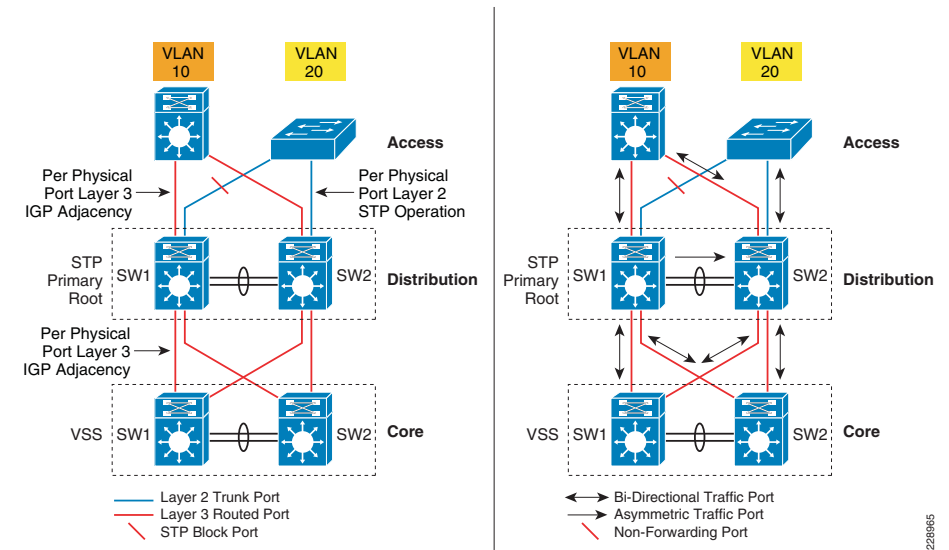 VLAN
10
VLAN
20
Access
Per Physical
Port Layer 3
IGP Adjacency
Per Physical
Port Layer 2
STP Operation
STP
Primary
Root
SW1
SW2
Distribution
Per Physical
Port Layer 3
IGP Adjacency
VSS
SW1
SW2
Core
Layer 2 Trunk Port
Layer 3 Routed Port
STP Block Port
VLAN
10
VLAN
20
Access
STP
Primary
Root
SW1
SW2
Distribution
VSS
SW1
SW2
Core
Bi-Directional Traffic Port
Asymmetric Traffic Port
Non-Forwarding Port
228965